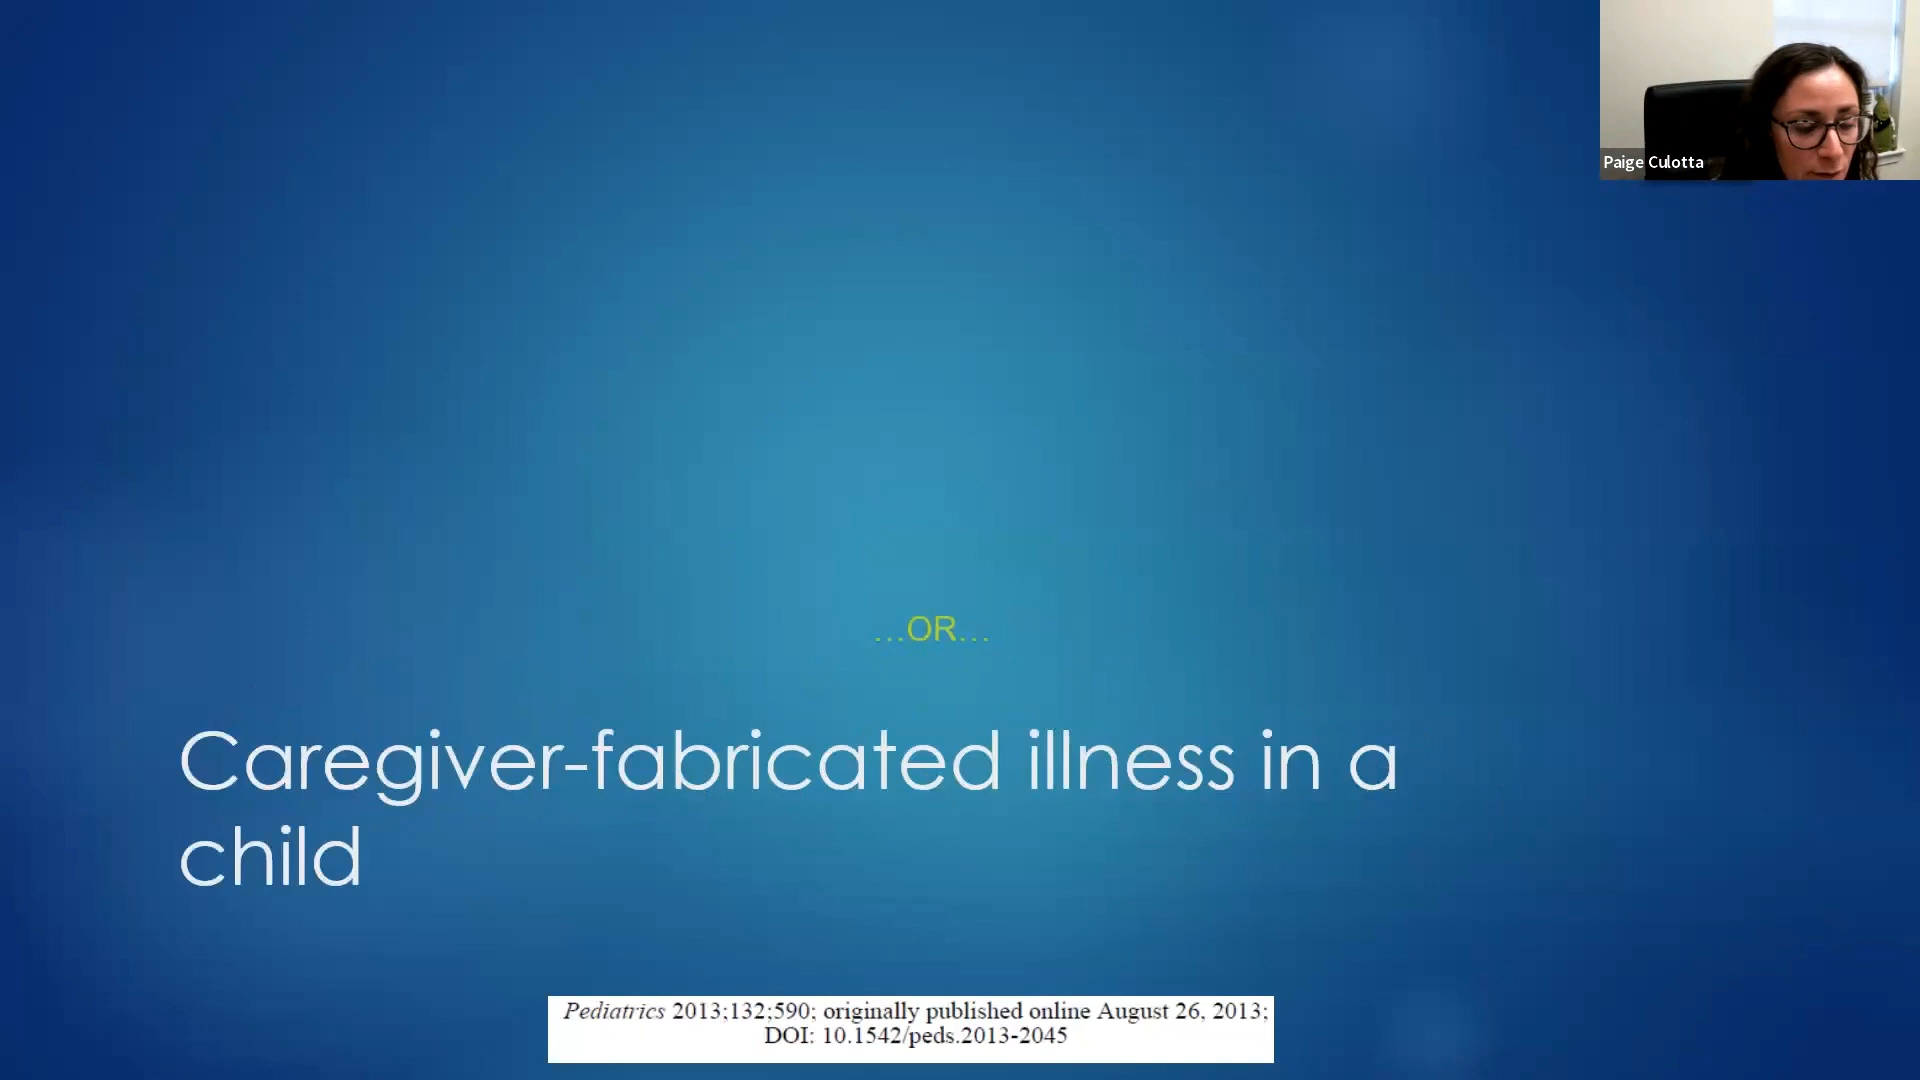 Paige Culotta
...OR...
Caregiver-fabricated illness in a
child
Pediatrics 2013;132;590; originally published online August 26, 2013;
DOI: 10.1542/peds.2013-2045